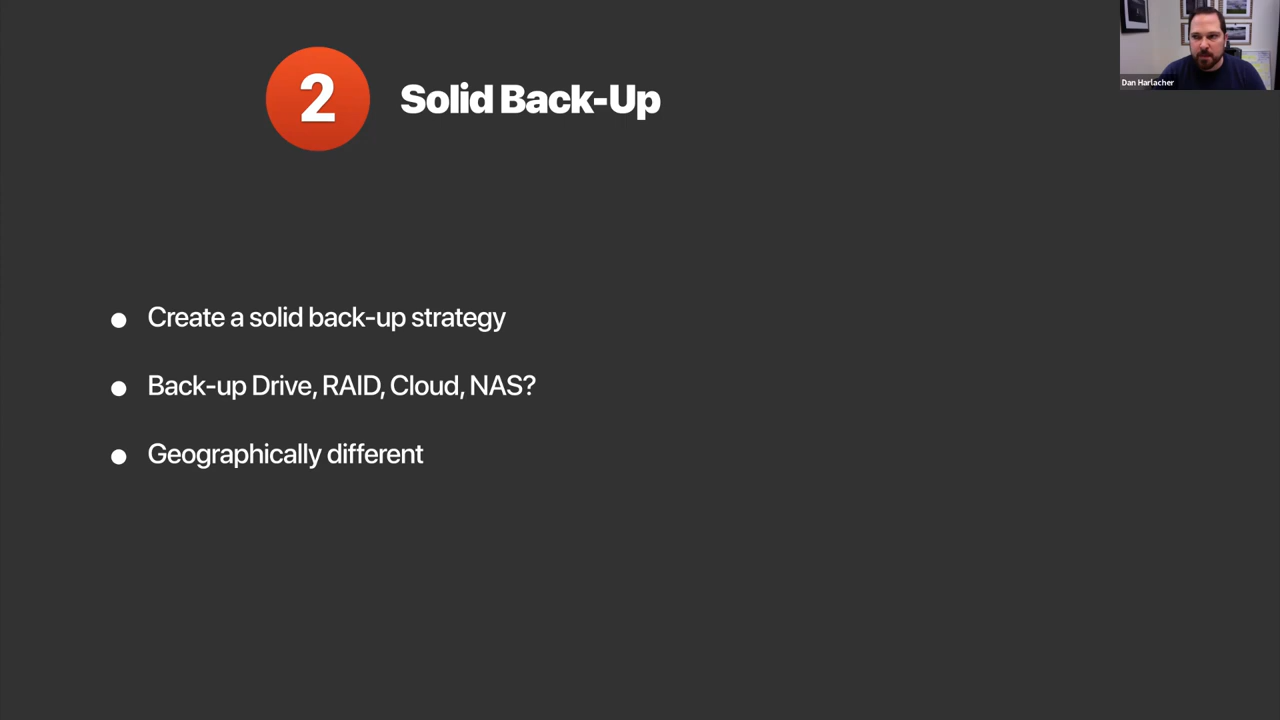 2
Solid Back-Up
Dan Harlacher
Create a solid back-up strategy
Back-up Drive, RAID, Cloud, NAS?
Geographically different